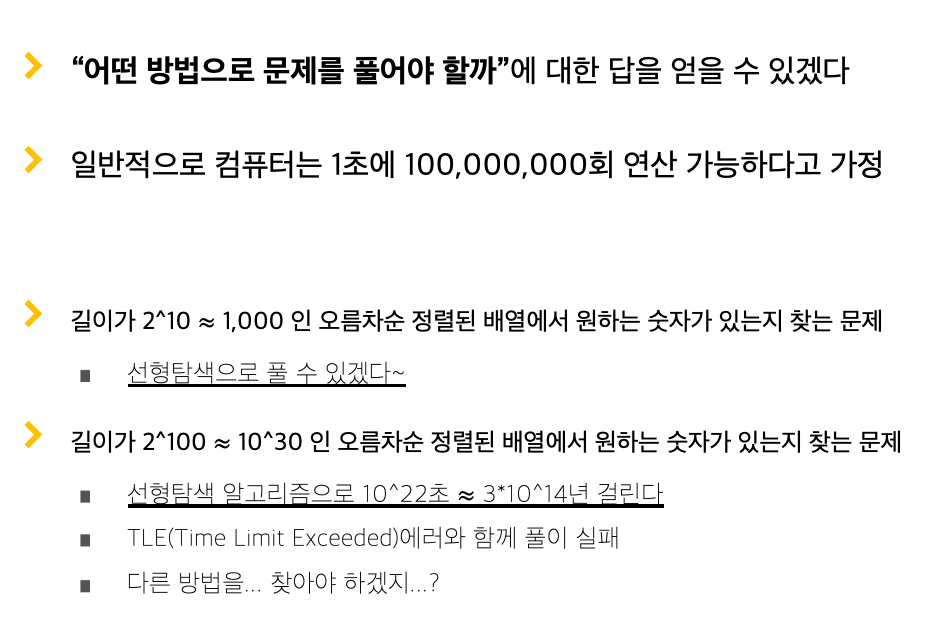 “어떤 방법으로 문제를 풀어야 할까”에 대한 답을 얻을 수 있겠다
일반적으로 컴퓨터는 1초에 100,000,000회 연산 가능하다고 가정
길이가 2^10 ≈ 1,000 인 오름차순 정렬된 배열에서 원하는 숫자가 있는지 찾는 문제
선형탐색으로 풀 수 있겠다~
길이가 2^100 ≈ 10^30 인 오름차순 정렬된 배열에서 원하는 숫자가 있는지 찾는 문제
선형탐색 알고리즘으로 10^22초 ≈ 3*10^14년 걸린다
TLE(Time Limit Exceeded)에러와 함께 풀이 실패
다른 방법을... 찾아야 하겠지...?